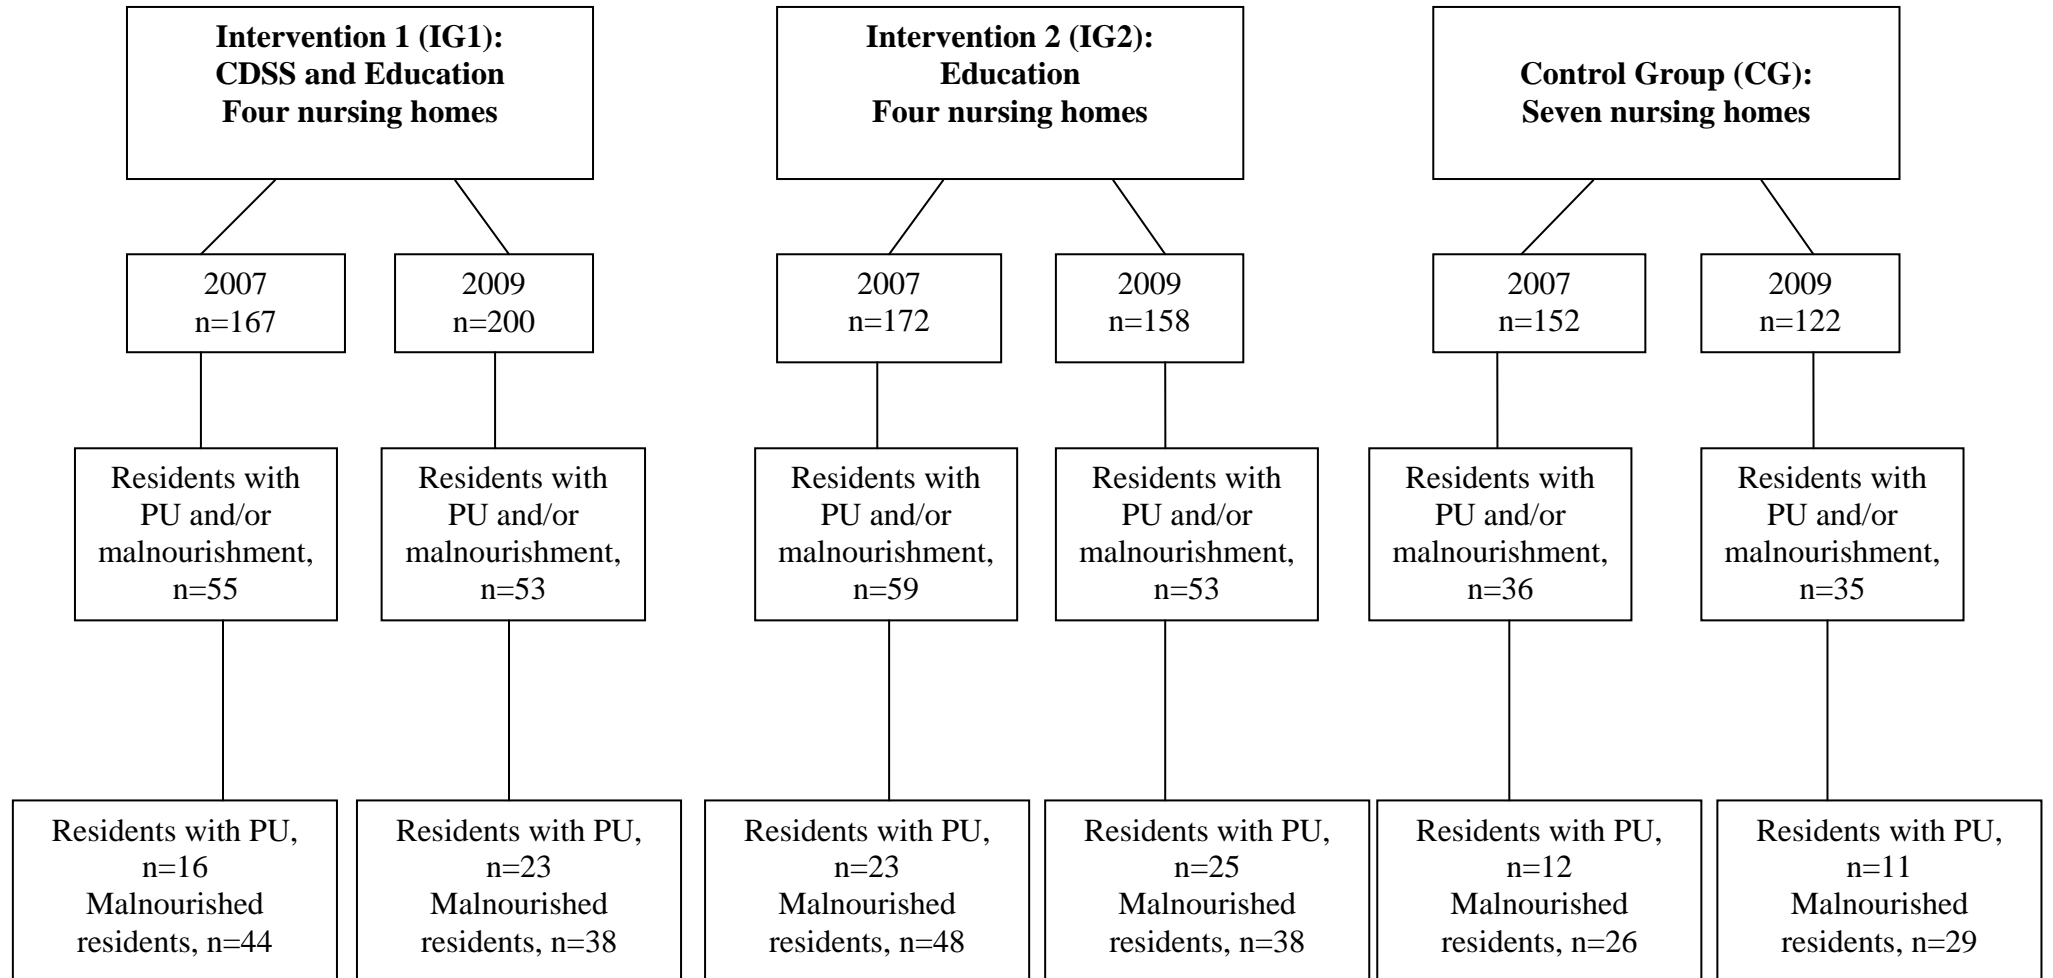 Intervention 1 (IG1):
CDSS and Education
Four nursing homes
Intervention 2 (IG2):
Education
Four nursing homes
Control Group (CG):
Seven nursing homes
2007
n=167
2009
n=200
2007
n=172
2009
n=158
2007
n=152
2009
n=122
Residents with
PU and/or
malnourishment,
n=55
Residents with
PU and/or
malnourishment,
n=53
Residents with
PU and/or
malnourishment,
n=59
Residents with
PU and/or
malnourishment,
n=53
Residents with
PU and/or
malnourishment,
n=36
Residents with
PU and/or
malnourishment,
n=35
Residents with PU,
n=16
Malnourished
residents, n=44
Residents with PU,
n=23
Malnourished
residents, n=38
Residents with PU,
n=23
Malnourished
residents, n=48
Residents with PU,
n=25
Malnourished
residents, n=38
Residents with PU,
n=12
Malnourished
residents, n=26
Residents with PU,
n=11
Malnourished
residents, n=29